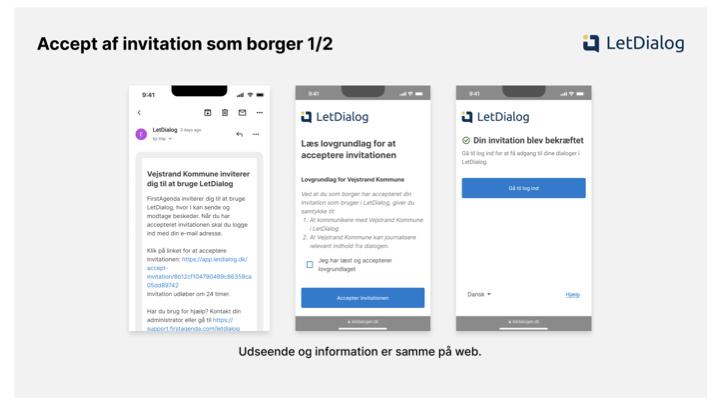 Accept af invitation som borger 1/2
LetDialog
9:41
LetDialog 3 days ago
to me
Vejstrand Kommune inviterer
dig til at bruge LetDialog
FirstAgenda inviterer dig til at bruge
LetDialog, hvor I kan sende og
modtage beskeder. Når du har
accepteret invitationen skal du logge
ind med din e-mail adresse.
Klik på linket for at acceptere
invitationen: https://app.letdialog.dk/
accept-
invitation/8b12cf104790489c86359ca
05dd89742
Invitation udløber om 24 timer.
Har du brug for hjælp? Kontakt din
administrator eller gå til https://
support.firstagenda.com/letdialog
9:41
LetDialog
Læs lovgrundlag for at
acceptere invitationen
Lovgrundlag for Vejstrand Kommune
Ved at du som borger har accepteret din
invitation som bruger i LetDialog, giver du
samtykke til:
1. At kommunikere med Vejstrand Kommune
i LetDialog
2. At Vejstrand Kommune kan journalisere
relevant indhold fra dialogen.
Jeg har læst og accepterer
lovgrundlaget
Accepter invitationen
letdialogen.dk
9:41
LetDialog
Din invitation blev bekræftet
Gå til log ind for at få adgang til dine dialoger i
LetDialog.
Gå til log ind
Dansk
Hjælp
letdialogen.dk
Udseende og information er samme på web.